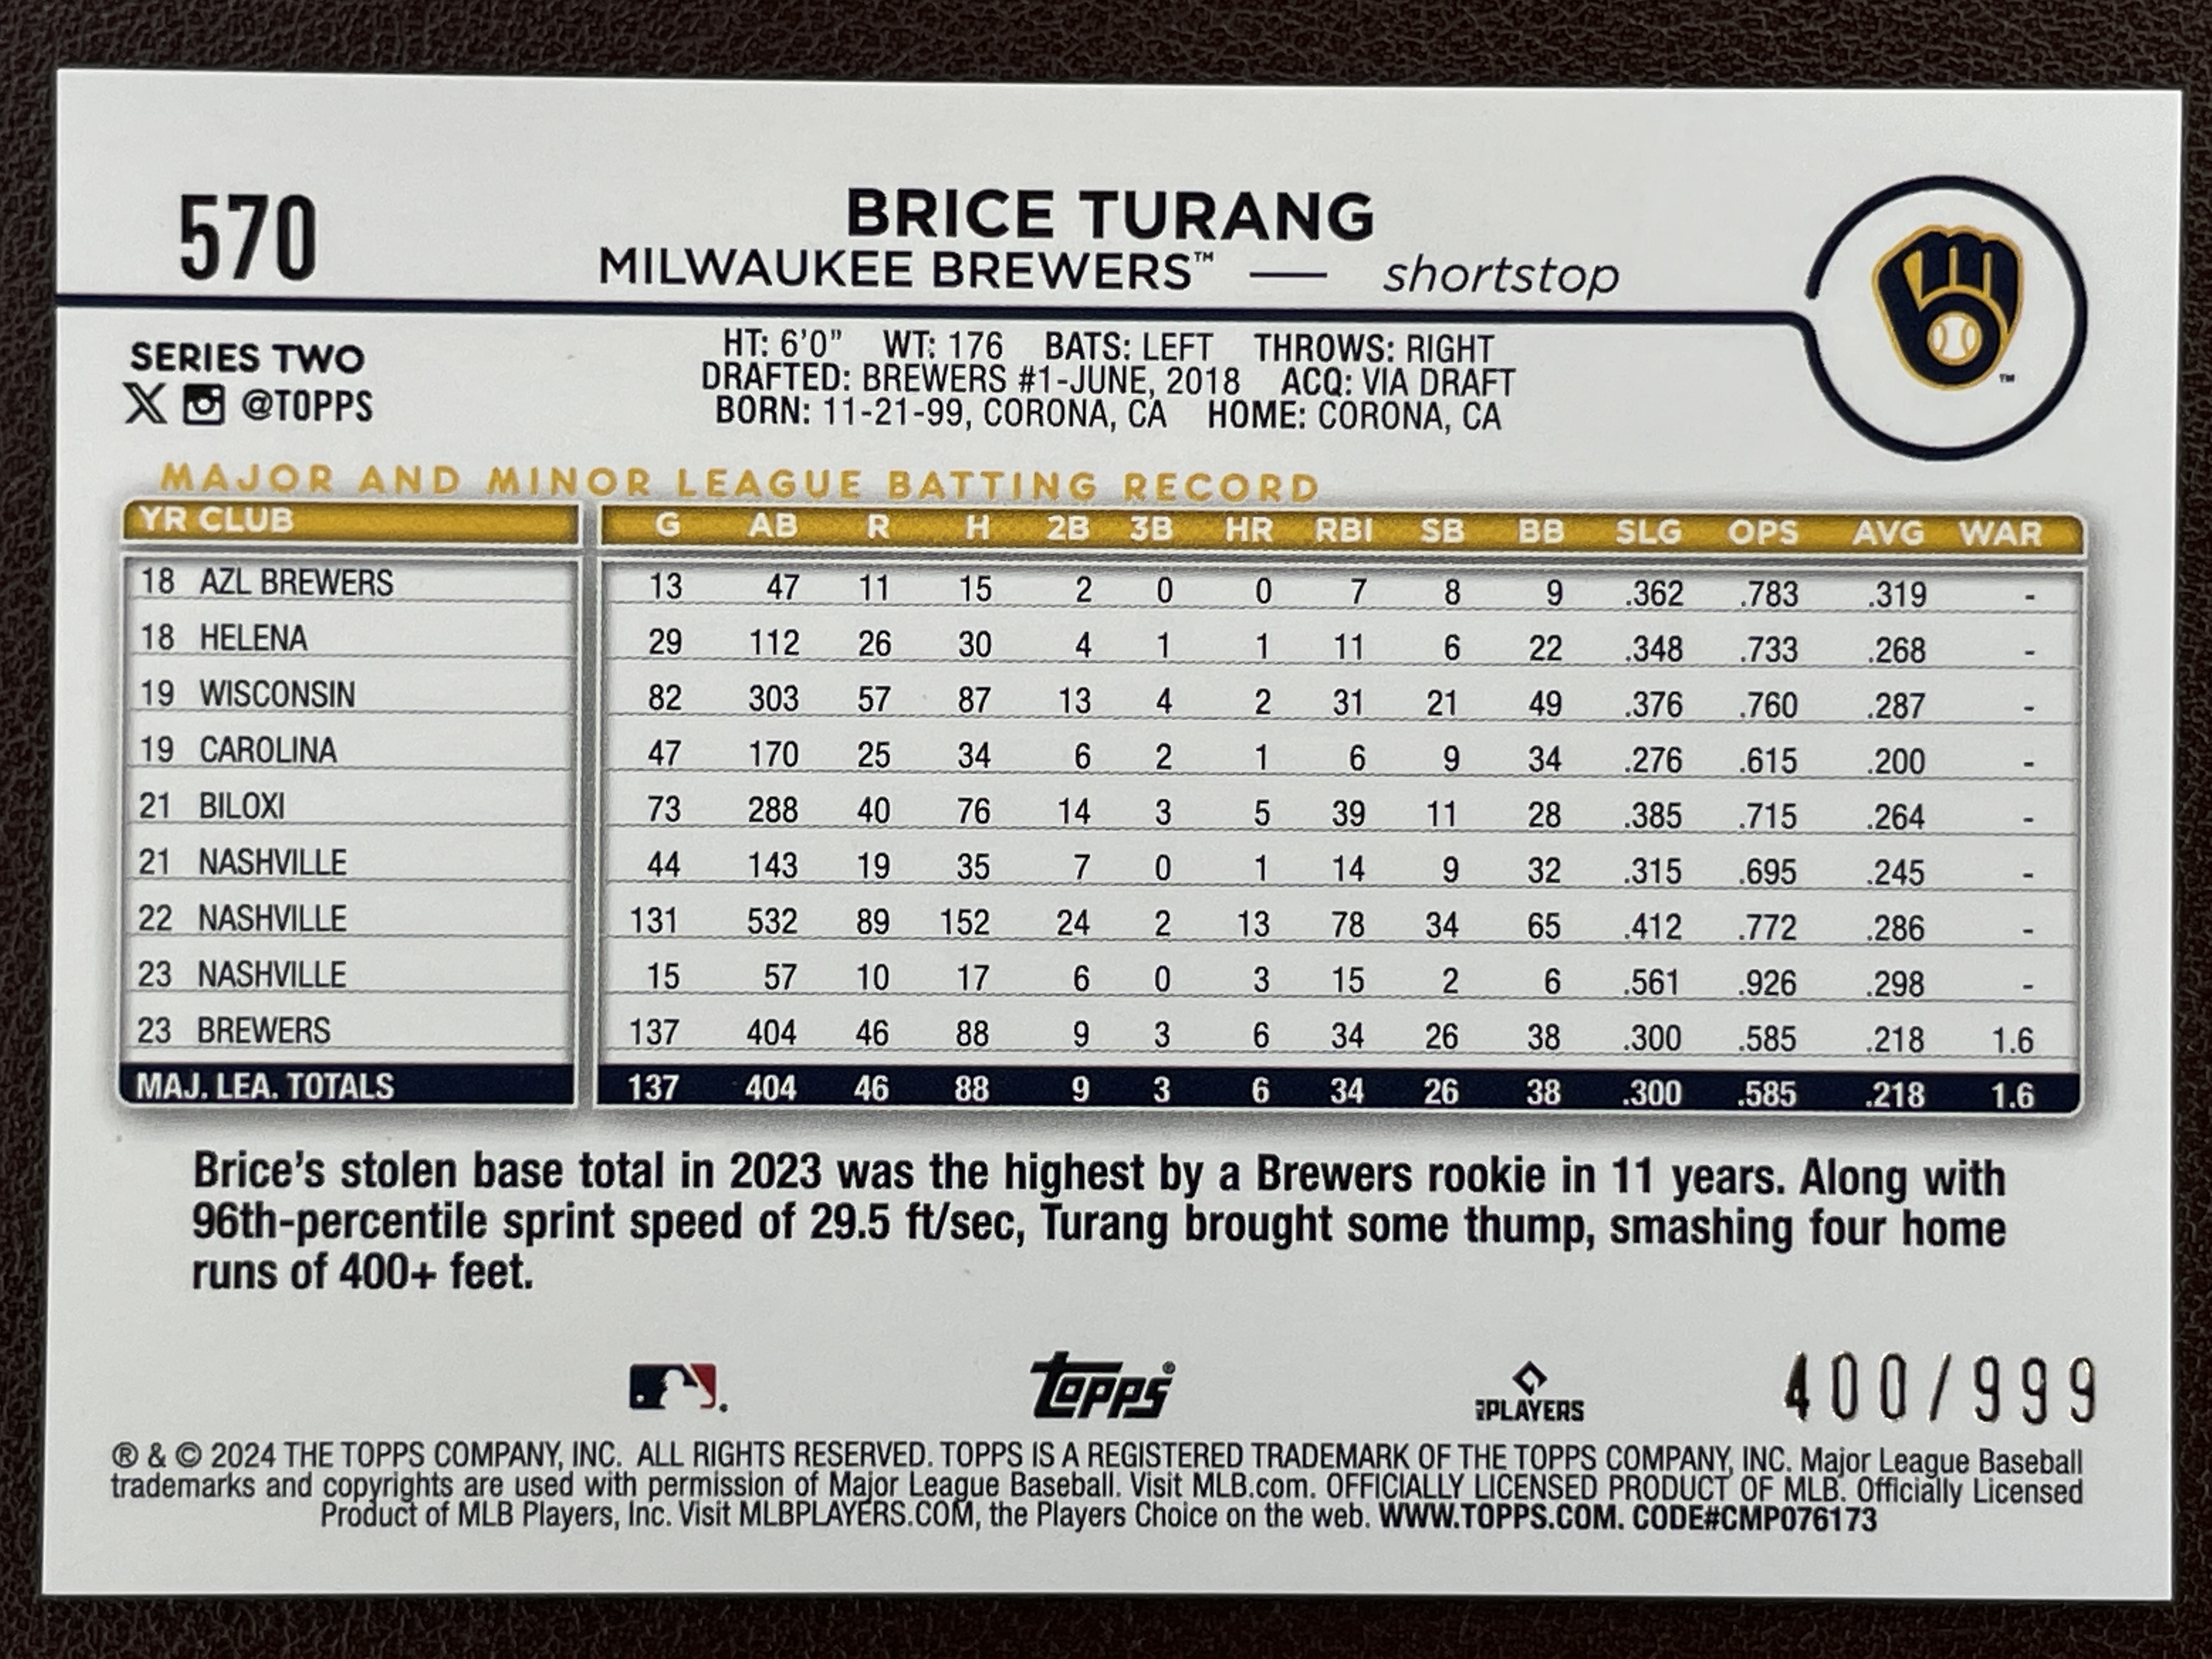 570
BRICE TURANG
MILWAUKEE BREWERS™ — shortstop
SERIES TWO
@TOPPS
HT: 6'0" WT: 176 BATS: LEFT THROWS: RIGHT
DRAFTED: BREWERS #1-JUNE, 2018 ACQ: VIA DRAFT
BORN: 11-21-99, CORONA, CA HOME: CORONA, CA
TM
MAJOR AND MINOR LEAGUE BATTING RECORD
YR CLUB G AB R H 2B 3B HR RBI SB BB SLG OPS AVG WAR
18 AZL BREWERS 13 47 11 15 2 0 0 7 8 9 .362 .783 .319 -
18 HELENA 29 112 26 30 4 1 1 11 6 22 .348 .733 .268 -
19 WISCONSIN 82 303 57 87 13 4 2 31 21 49 .376 .760 .287 -
19 CAROLINA 47 170 25 34 6 2 1 6 9 34 .276 .615 .200 -
21 BILOXI 73 288 40 76 14 3 5 39 11 28 .385 .715 .264 -
21 NASHVILLE 44 143 19 35 7 0 1 14 9 32 .315 .695 .245 -
22 NASHVILLE 131 532 89 152 24 2 13 78 34 65 .412 .772 .286 -
23 NASHVILLE 15 57 10 17 6 0 3 15 2 6 .561 .926 .298 -
23 BREWERS 137 404 46 88 9 3 6 34 26 38 .300 .585 .218 1.6
MAJ. LEA. TOTALS 137 404 46 88 9 3 6 34 26 38 .300 .585 .218 1.6
Brice's stolen base total in 2023 was the highest by a Brewers rookie in 11 years. Along with
96th-percentile sprint speed of 29.5 ft/sec, Turang brought some thump, smashing four home
runs of 400+ feet.
topps®
PLAYERS
400/999
® & © 2024 THE TOPPS COMPANY, INC. ALL RIGHTS RESERVED. TOPPS IS A REGISTERED TRADEMARK OF THE TOPPS COMPANY, INC. Major League Baseball
trademarks and copyrights are used with permission of Major League Baseball. Visit MLB.com. OFFICIALLY LICENSED PRODUCT OF MLB. Officially Licensed
Product of MLB Players, Inc. Visit MLBPLAYERS.COM, the Players Choice on the web. WWW.TOPPS.COM. CODE#CMP076173